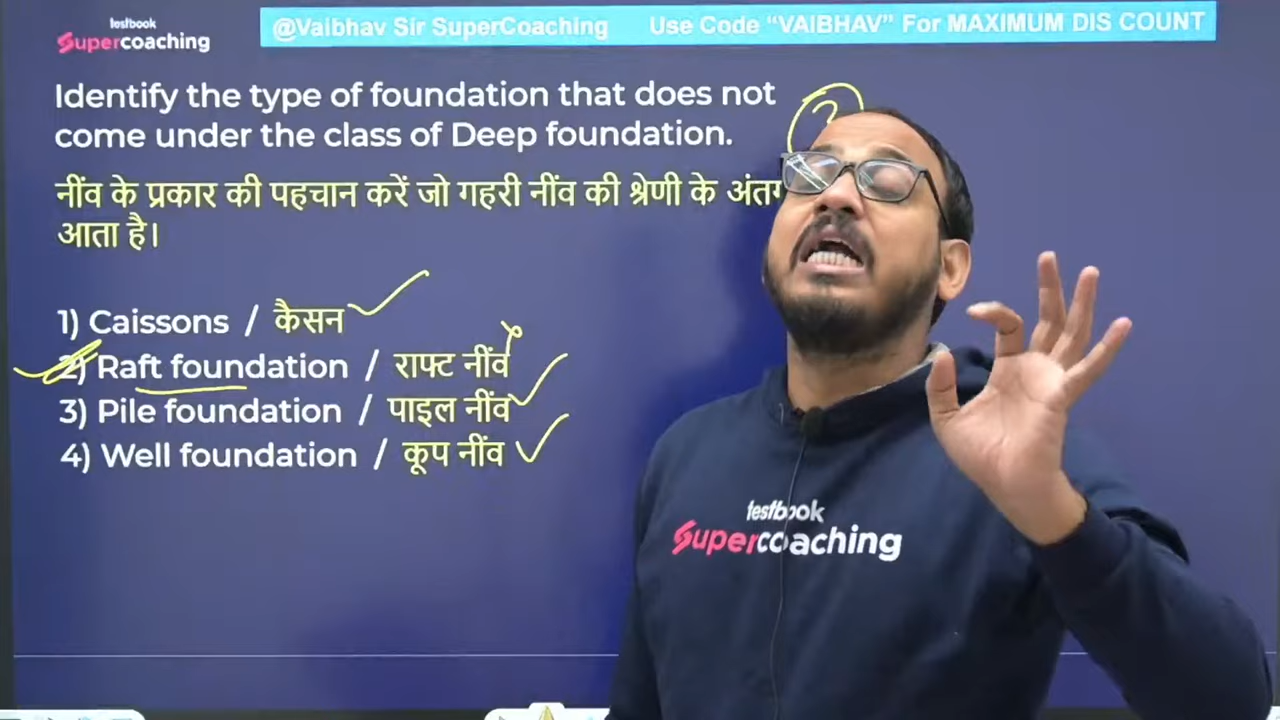 testbook
Supercoaching
@Vaibhav Sir SuperCoaching Use Code “VAIBHAV” For MAXIMUM DIS COUNT
Identify the type of foundation that does not
come under the class of Deep foundation.
नींव के प्रकार की पहचान करें जो गहरी नींव की श्रेणी के
आता है।
1) Caissons / कैसन
2) Raft foundation / राफ्ट नींव
3) Pile foundation / पाइल नींव
4) Well foundation / कूप नींव
testbook
Supercoaching